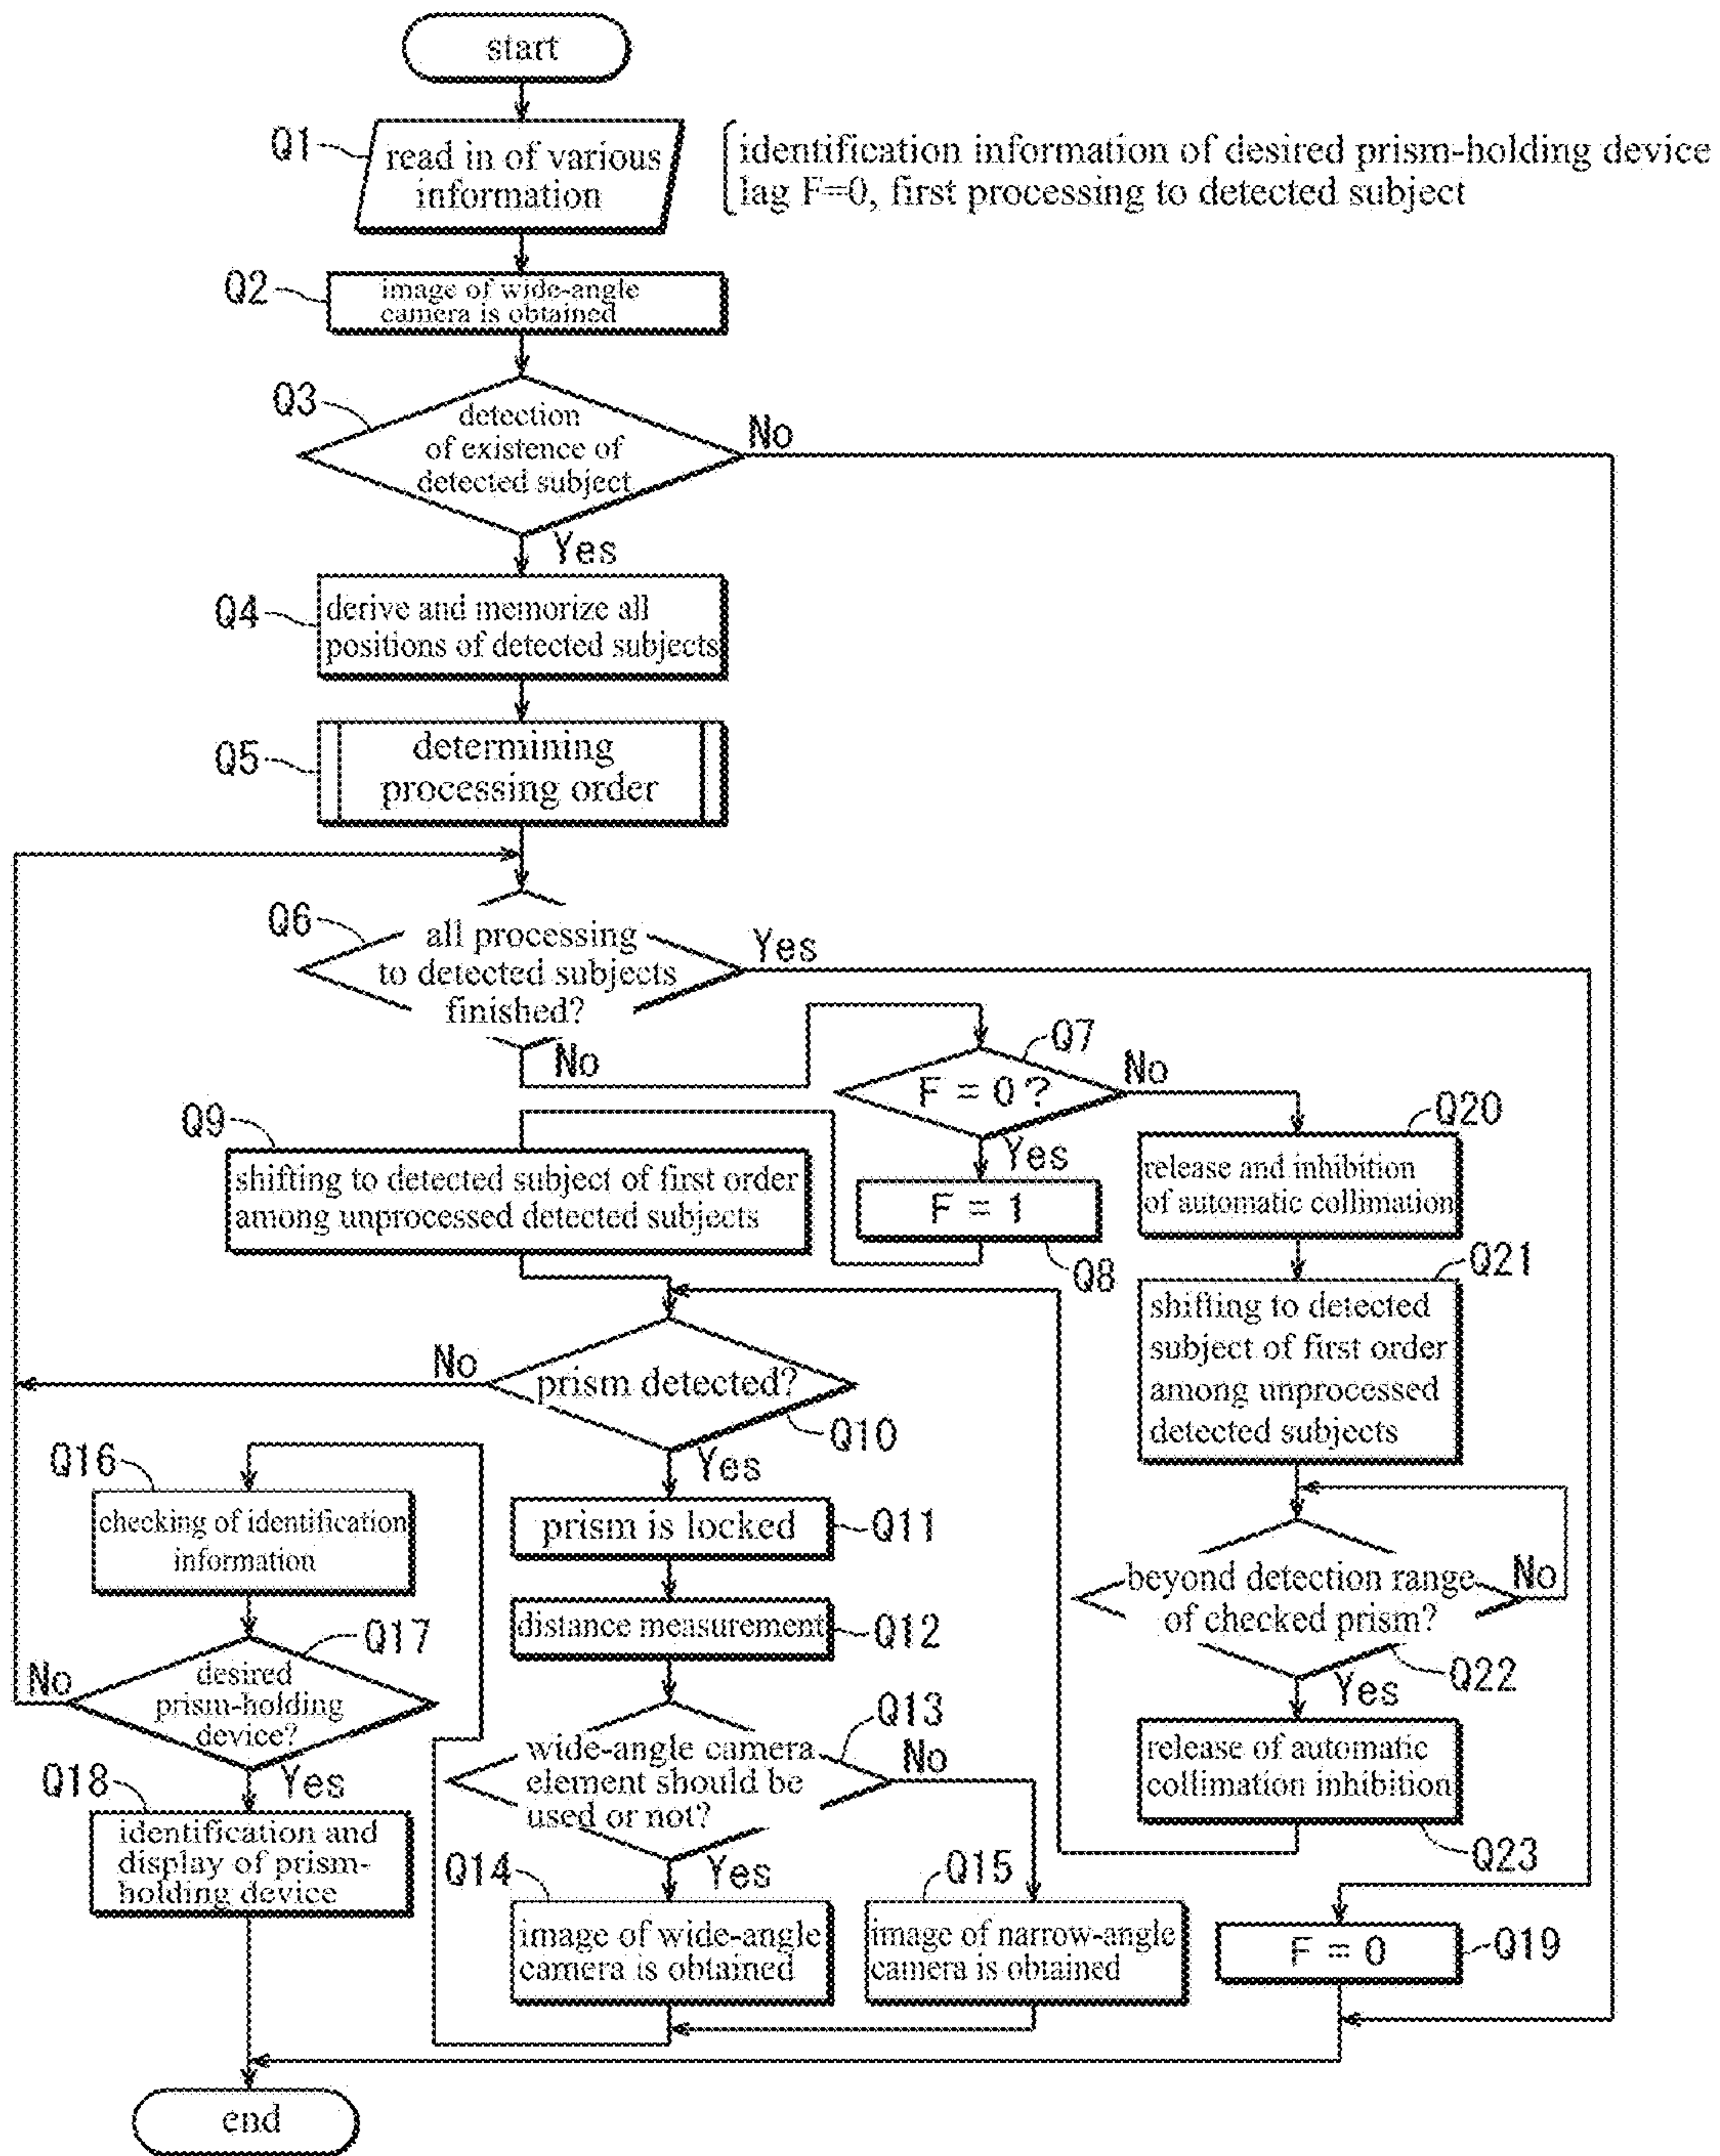 start
Q1
read in of various
information
identification information of desired prism-holding device
lag F=0, first processing to detected subject
Q2
image of wide-angle
camera is obtained
Q3
detection
of existence of
detected subject
No
Yes
Q4
derive and memorize all
positions of detected subjects
Q5
determining
processing order
Q6
all processing
to detected subjects
finished?
Yes
No
Q7
F = 0 ?
No
Yes
Q8
F = 1
Q9
shifting to detected subject of first order
among unprocessed detected subjects
Q20
release and inhibition
of automatic collimation
Q21
shifting to detected
subject of first order
among unprocessed
detected subjects
No
prism detected?
Q10
Yes
Q11
prism is locked
Q12
distance measurement
Q13
wide-angle camera
element should be
used or not?
No
Yes
Q14
image of wide-angle
camera is obtained
Q15
image of narrow-angle
camera is obtained
Q16
checking of identification
information
Q17
desired
prism-holding
device?
No
Yes
Q18
identification and
display of prism-
holding device
beyond detection range
of checked prism?
No
Q22
Yes
release of automatic
collimation inhibition
Q23
F = 0
Q19
end